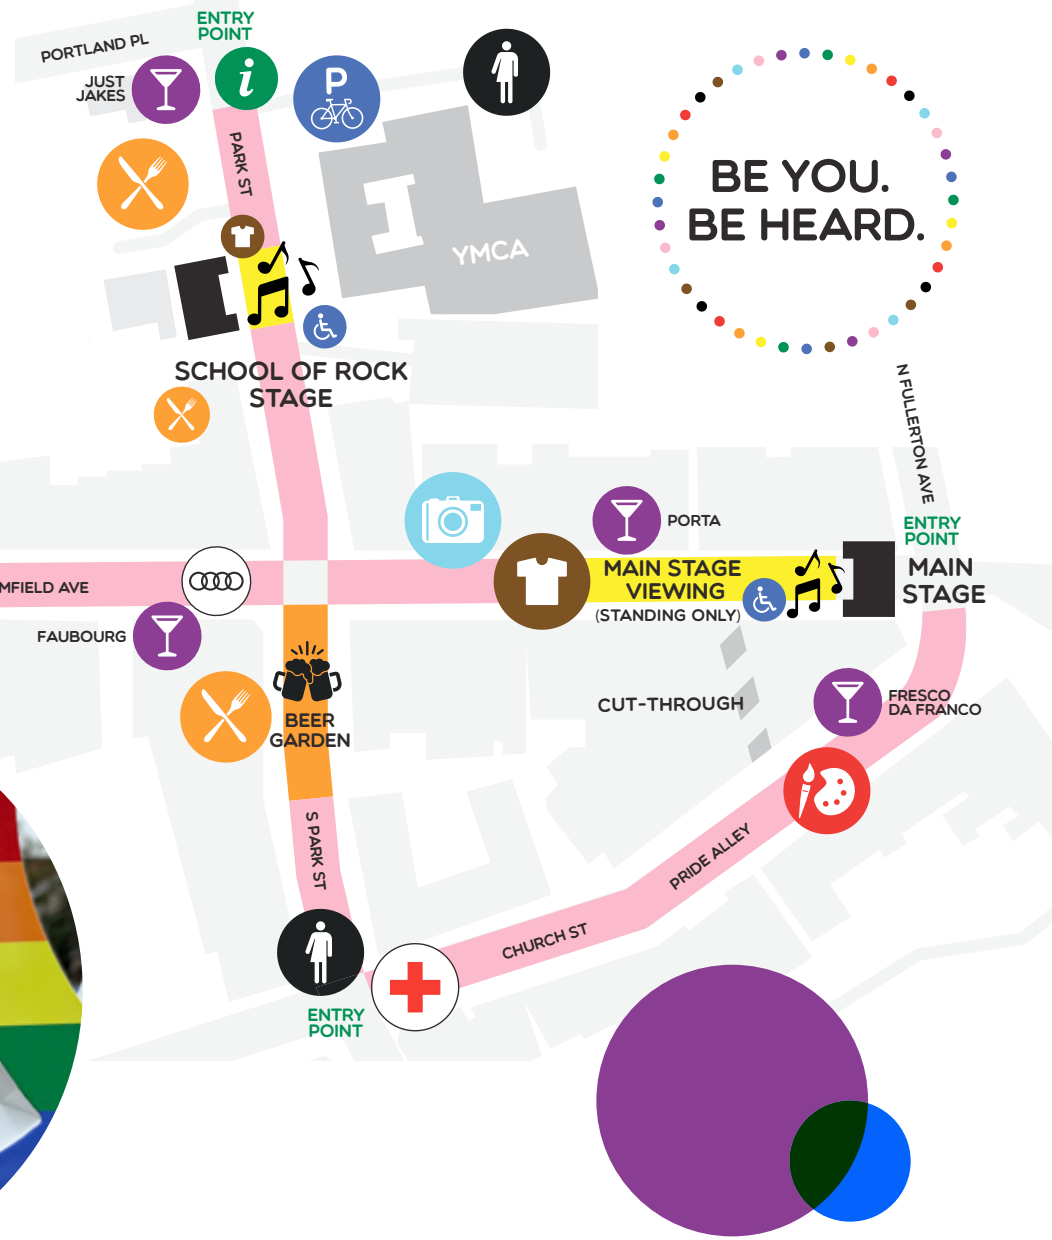 ENTRY
POINT
PORTLAND PL
JUST
JAKES
i
P
PARK ST
YMCA
BE YOU.
BE HEARD.
SCHOOL OF ROCK
STAGE
N FULLERTON AVE
PORTA
ENTRY
POINT
MAIN STAGE
VIEWING
(STANDING ONLY)
MAIN
STAGE
MFIELD AVE
FAUBOURG
CUT-THROUGH
FRESCO
DA FRANCO
BEER
GARDEN
S PARK ST
PRIDE ALLEY
CHURCH ST
ENTRY
POINT